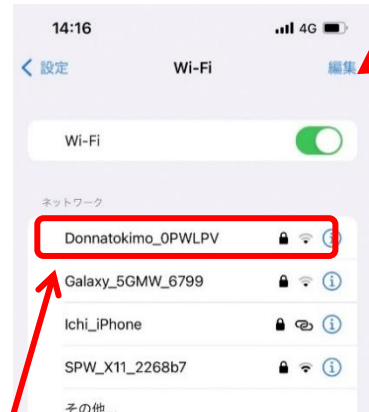 14:16 4G
設定 Wi-Fi 編集
Wi-Fi
ネットワーク
Donnatokimo_0PWLPV
Galaxy_5GMW_6799
Ichi_iPhone
SPW_X11_2268b7
その他...